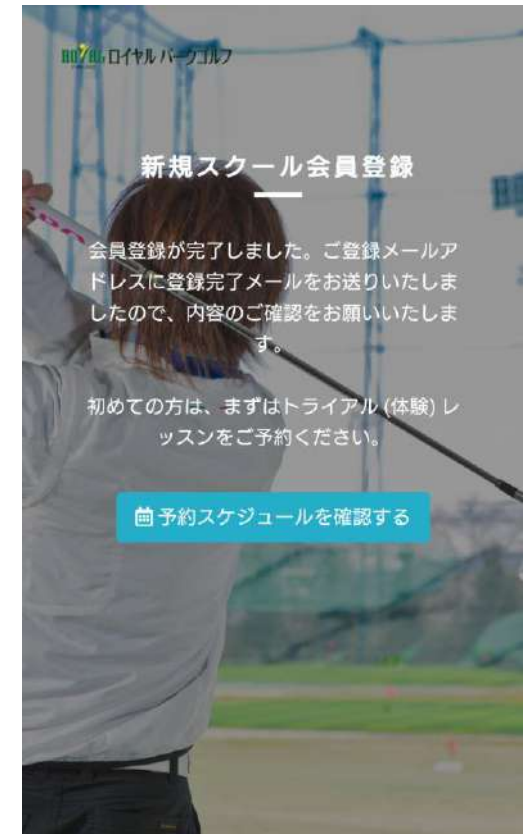 ROYAL ロイヤル パークゴルフ
新規スクール会員登録
会員登録が完了しました。ご登録メールア
ドレスに登録完了メールをお送りいたしま
したので、内容のご確認をお願いいたしま
す。
初めての方は、まずはトライアル (体験) レ
ッスンをご予約ください。
予約スケジュールを確認する